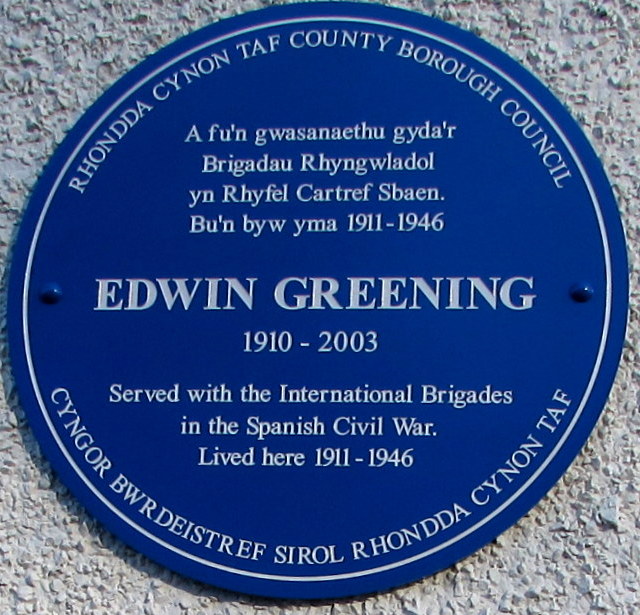 RHONDDA CYNON TAF COUNTY BOROUGH COUNCIL
A fu'n gwasanaethu gyda'r
Brigadau Rhyngwladol
yn Rhyfel Cartref Sbaen.
Bu'n byw yma 1911-1946
EDWIN GREENING
1910 - 2003
Served with the International Brigades
in the Spanish Civil War.
Lived here 1911-1946
CYNGOR BWRDEISTREF SIROL RHONDDA CYNON TAF